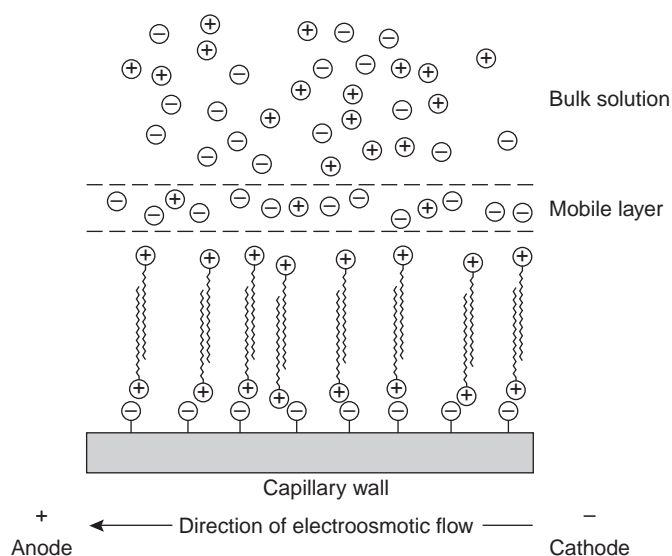 Bulk solution
Mobile layer
Capillary wall
+ Direction of electroosmotic flow −
Anode Cathode